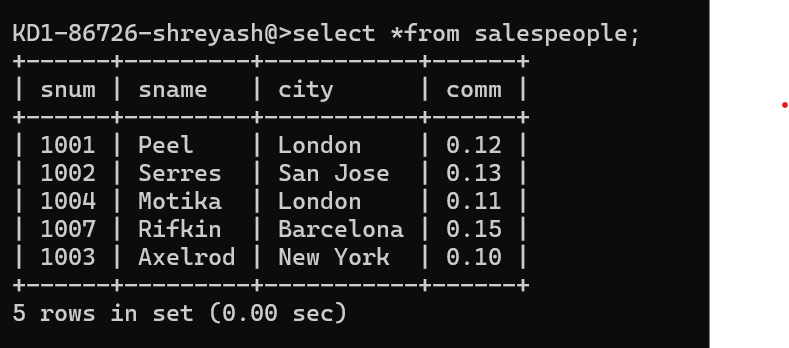 KD1-86726-shreyash@>select *from salespeople;
+------+---------+-----------+------+
| snum | sname   | city      | comm |
+------+---------+-----------+------+
| 1001 | Peel    | London    | 0.12 |
| 1002 | Serres  | San Jose  | 0.13 |
| 1004 | Motika  | London    | 0.11 |
| 1007 | Rifkin  | Barcelona | 0.15 |
| 1003 | Axelrod | New York  | 0.10 |
+------+---------+-----------+------+
5 rows in set (0.00 sec)